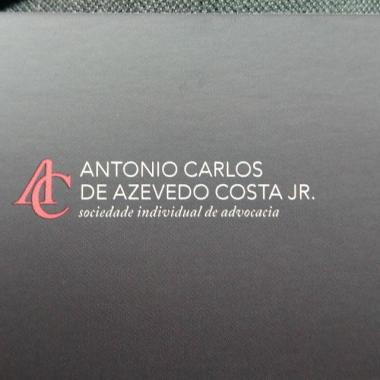 AC
ANTONIO CARLOS
DE AZEVEDO COSTA JR.
sociedade individual de advocacia